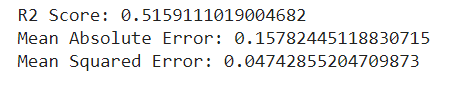 R2 Score: 0.5159111019004682
Mean Absolute Error: 0.15782445118830715
Mean Squared Error: 0.04742855204709873